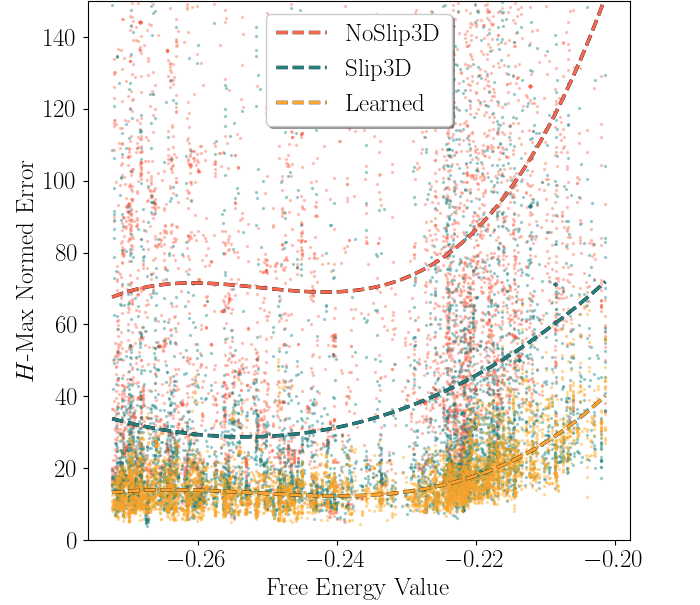 140
120
100
80
60
40
20
0
H-Max Normed Error
NoSlip3D
Slip3D
Learned
−0.26
−0.24
−0.22
−0.20
Free Energy Value